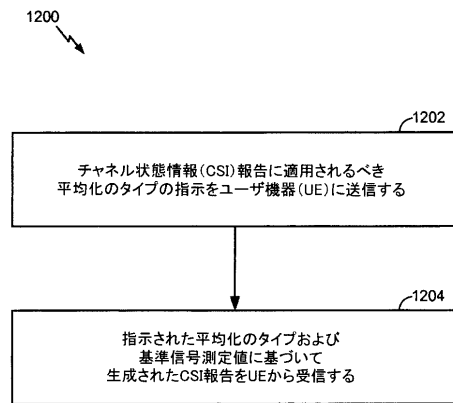 1200
1202
チャネル状態情報(CSI)報告に適用されるべき
平均化のタイプの指示をユーザ機器(UE)に送信する
1204
指示された平均化のタイプおよび
基準信号測定値に基づいて
生成されたCSI報告をUEから受信する